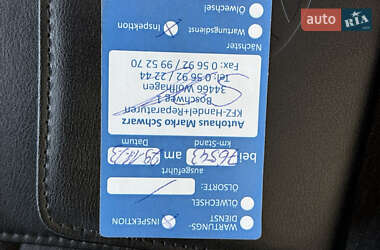 AUTO RIA.com
WARTUNGS-
DIENST
INSPEKTION
ÖLWECHSEL
ÖLSORTE:
ausgeführt
bei 76543 am
km-Stand Datum
Autohaus Marko Schwarz
KFZ-Handel+Reparaturen
Boschweg 1
34466 Wolfhagen
Tel: 0 56 92 / 22 44
Fax: 0 56 92 / 99 52 70
Nächster
Wartungsdienst
Inspektion
Ölwechsel